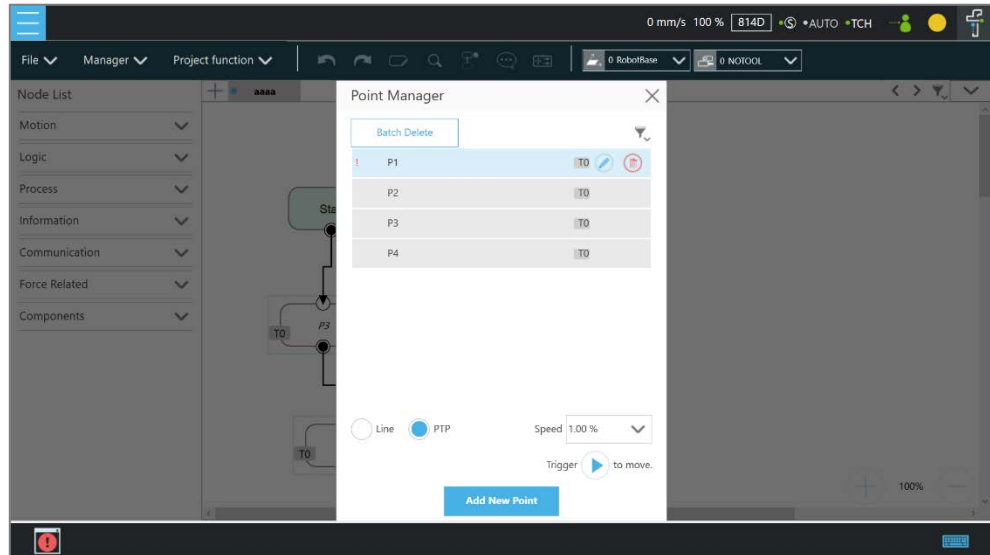 0 mm/s 100 % 814D •Ⓢ •AUTO •TCH
File Manager Project function 0 RobotBase 0 NOTOOL
Node List
Motion
Logic
Process
Information
Communication
Force Related
Components
aaaa
Sta
P3
T0
T0
Point Manager
Batch Delete
! P1 T0
P2 T0
P3 T0
P4 T0
Line PTP Speed 1.00 %
Trigger to move.
Add New Point
100%